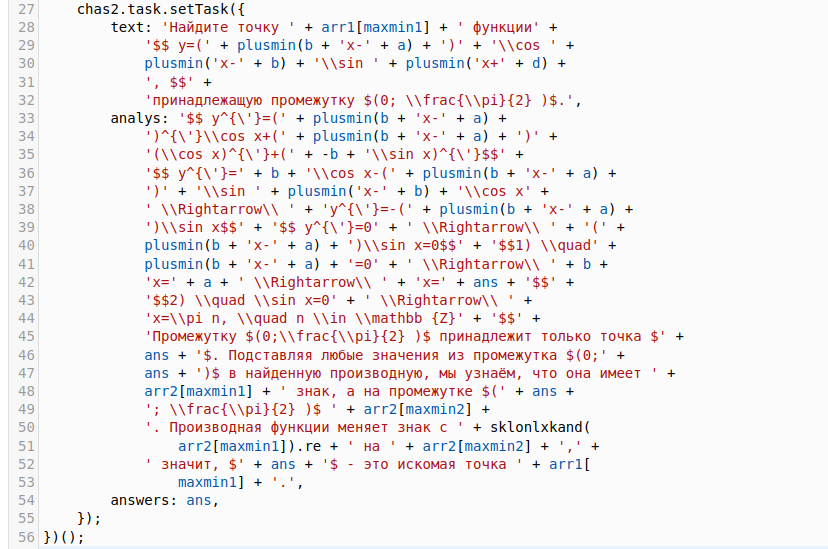 27 chas2.task.setTask({
28 text: 'Найдите точку ' + arr1[maxmin1] + ' функции' +
29 '$$ y=(' + plusmin(b + 'x-' + a) + ')' + '\\cos ' +
30 plusmin('x-' + b) + '\\sin ' + plusmin('x+' + d) +
31 ', $$' +
32 'принадлежащую промежутку $(0; \\frac{\\pi}{2} )$.',
33 analys: '$$ y^{\'}=(' + plusmin(b + 'x-' + a) +
34 ')^{\'}\\cos x+(' + plusmin(b + 'x-' + a) + ')' +
35 '(\\cos x)^{\'}+(' + -b + '\\sin x)^{\'}$$' +
36 '$$ y^{\'}=' + b + '\\cos x-(' + plusmin(b + 'x-' + a) +
37 ')' + '\\sin ' + plusmin('x-' + b) + '\\cos x' +
38 ' \\Rightarrow\\ ' + 'y^{\'}=-(' + plusmin(b + 'x-' + a) +
39 ')\\sin x$$' + '$$ y^{\'}=0' + ' \\Rightarrow\\ ' + '(' +
40 plusmin(b + 'x-' + a) + ')\\sin x=0$$' + '$$1) \\quad' +
41 plusmin(b + 'x-' + a) + '=0' + ' \\Rightarrow\\ ' + b +
42 'x=' + a + ' \\Rightarrow\\ ' + 'x=' + ans + '$$' +
43 '$$2) \\quad \\sin x=0' + ' \\Rightarrow\\ ' +
44 'x=\\pi n, \\quad n \\in \\mathbb {Z}' + '$$' +
45 'Промежутку $(0;\\frac{\\pi}{2} )$ принадлежит только точка $' +
46 ans + '$. Подставляя любые значения из промежутка $(0;' +
47 ans + ')$ в найденную производную, мы узнаём, что она имеет ' +
48 arr2[maxmin1] + ' знак, а на промежутке $(' + ans +
49 '; \\frac{\\pi}{2} )$ ' + arr2[maxmin2] +
50 '. Производная функции меняет знак с ' + sklonlxkand(
51 arr2[maxmin1]).re + ' на ' + arr2[maxmin2] + ',' +
52 ' значит, $' + ans + '$ - это искомая точка ' + arr1[
53 maxmin1] + '.',
54 answers: ans,
55 });
56 })();